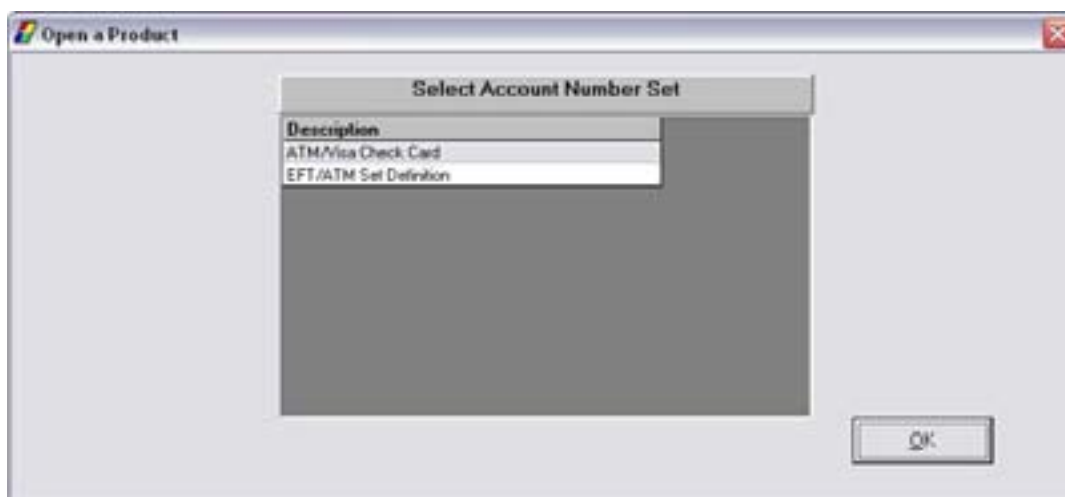 Open a Product
Select Account Number Set
Description
ATM/Visa Check Card
EFT/ATM Set Definition
OK